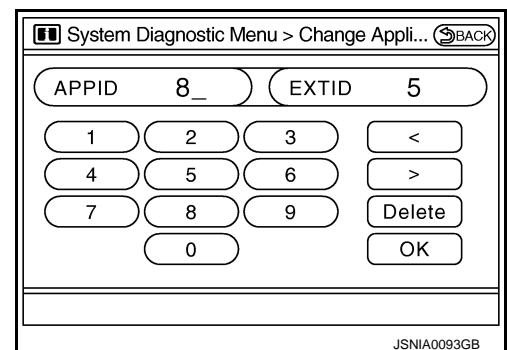 i System Diagnostic Menu > Change Appli... BACK
APPID 8_ EXTID 5
1 2 3 <
4 5 6 >
7 8 9 Delete
0 OK
JSNIA0093GB